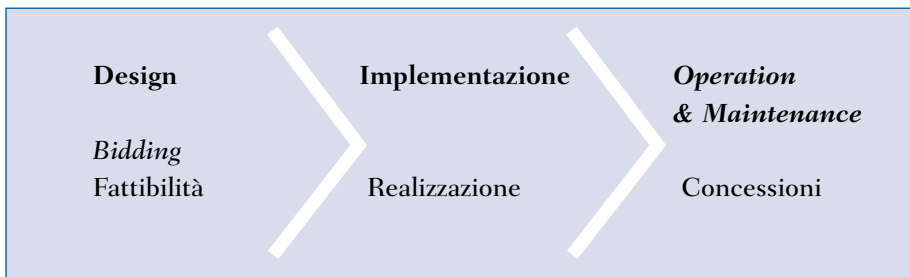 Design
Bidding
Fattibilità
Implementazione
Realizzazione
Operation
& Maintenance
Concessioni